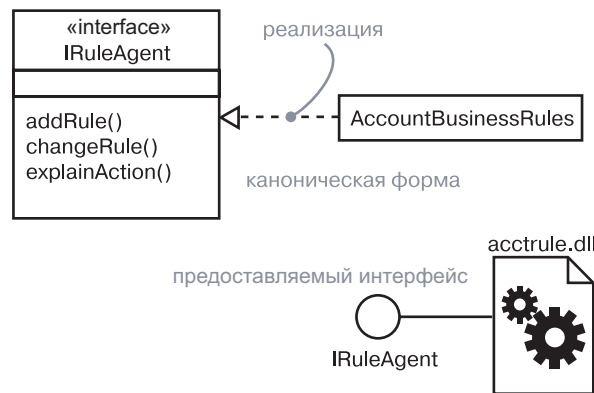 «interface»
IRuleAgent
addRule()
changeRule()
explainAction()
реализация
AccountBusinessRules
каноническая форма
acctrule.dll
предоставляемый интерфейс
IRuleAgent